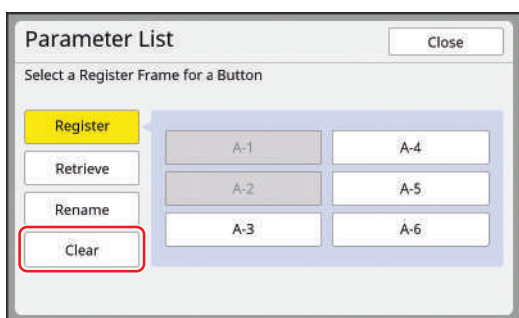 Parameter List
Close
Select a Register Frame for a Button
Register
Retrieve
Rename
Clear
A-1
A-2
A-3
A-4
A-5
A-6